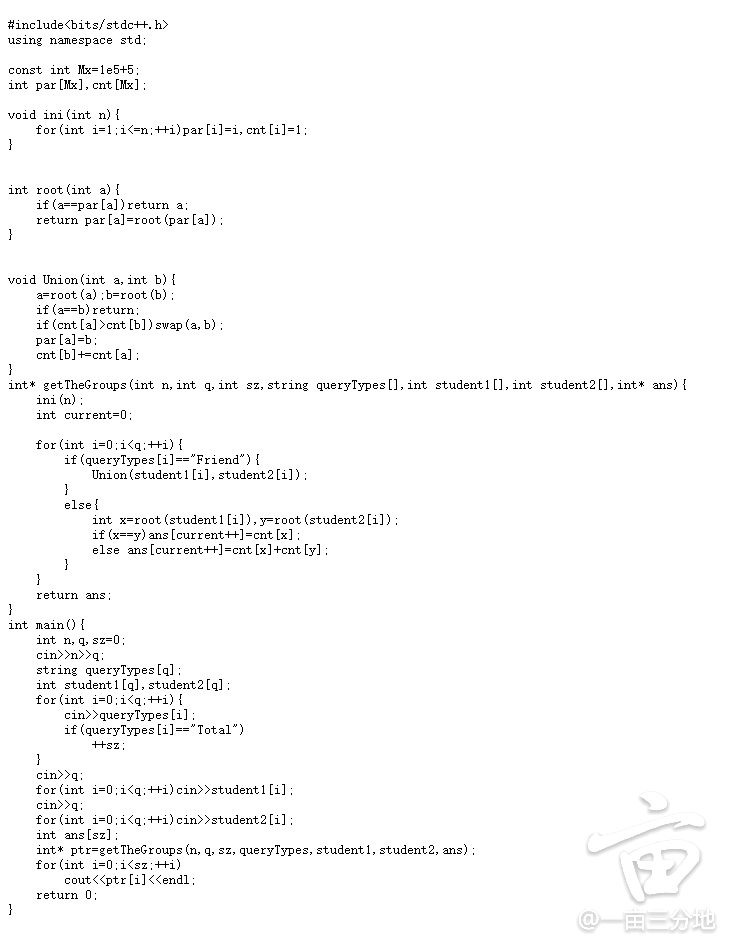 #include<bits/stdc++.h>
using namespace std;
const int Mx=1e5+5;
int par[Mx],cnt[Mx];
void ini(int n){
    for(int i=1;i<=n;++i)par[i]=i,cnt[i]=1;
}
int root(int a){
    if(a==par[a])return a;
    return par[a]=root(par[a]);
}
void Union(int a,int b){
    a=root(a);b=root(b);
    if(a==b)return;
    if(cnt[a]>cnt[b])swap(a,b);
    par[a]=b;
    cnt[b]+=cnt[a];
}
int* getTheGroups(int n,int q,int sz,string queryTypes[],int student1[],int student2[],int* ans){
    ini(n);
    int current=0;
    for(int i=0;i<q;++i){
        if(queryTypes[i]=="Friend"){
            Union(student1[i],student2[i]);
        }
        else{
            int x=root(student1[i]),y=root(student2[i]);
            if(x==y)ans[current++]=cnt[x];
            else ans[current++]=cnt[x]+cnt[y];
        }
    }
    return ans;
}
int main(){
    int n,q,sz=0;
    cin>>n>>q;
    string queryTypes[q];
    int student1[q],student2[q];
    for(int i=0;i<q;++i){
        cin>>queryTypes[i];
        if(queryTypes[i]=="Total")
            ++sz;
    }
    cin>>q;
    for(int i=0;i<q;++i)cin>>student1[i];
    cin>>q;
    for(int i=0;i<q;++i)cin>>student2[i];
    int ans[sz];
    int* ptr=getTheGroups(n,q,sz,queryTypes,student1,student2,ans);
    for(int i=0;i<sz;++i)
        cout<<ptr[i]<<endl;
    return 0;
}
亩
@一亩三分地